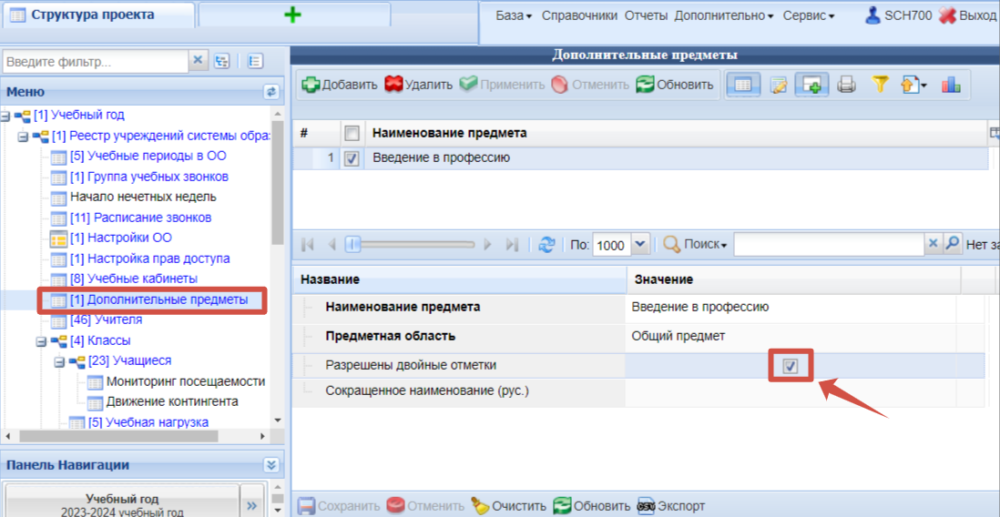 Структура проекта
База Справочники Отчеты Дополнительно Сервис SCH700 Выход
Введите фильтр...
Дополнительные предметы
Меню
Добавить Удалить Применить Отменить Обновить
[1] Учебный год
[1] Реестр учреждений системы обра:
[5] Учебные периоды в ОО
[1] Группа учебных звонков
Начало нечетных недель
[11] Расписание звонков
[1] Настройки ОО
[1] Настройка прав доступа
[8] Учебные кабинеты
[1] Дополнительные предметы
[46] Учителя
[4] Классы
[23] Учащиеся
Мониторинг посещаемости
Движение контингента
[5] Учебная нагрузка
Панель Навигации
Учебный год
2023-2024 учебный год
# Наименование предмета
1 Введение в профессию
По: 1000 Поиск Нет за
Название Значение
Наименование предмета Введение в профессию
Предметная область Общий предмет
Разрешены двойные отметки
Сокращенное наименование (рус.)
Сохранить Отменить Очистить Обновить CSV Экспорт